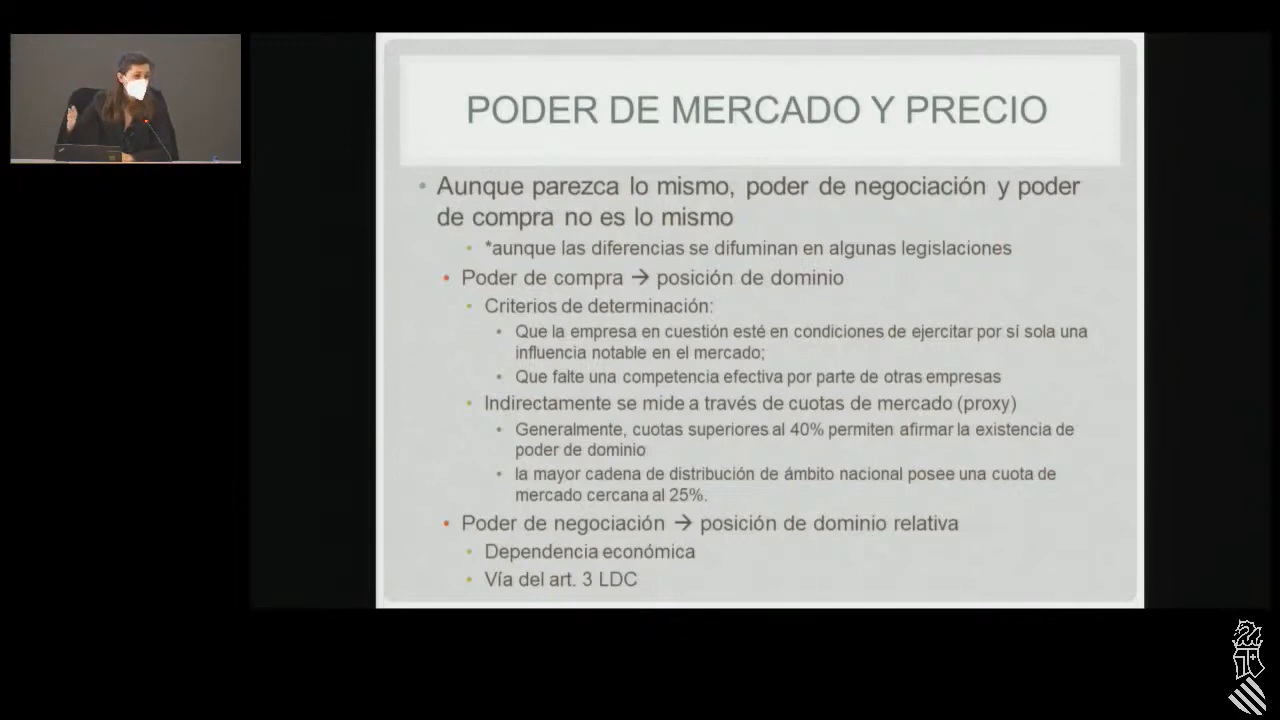 PODER DE MERCADO Y PRECIO
• Aunque parezca lo mismo, poder de negociación y poder
de compra no es lo mismo
• *aunque las diferencias se difuminan en algunas legislaciones
• Poder de compra → posición de dominio
• Criterios de determinación:
• Que la empresa en cuestión esté en condiciones de ejercitar por sí sola una
influencia notable en el mercado;
• Que falte una competencia efectiva por parte de otras empresas
• Indirectamente se mide a través de cuotas de mercado (proxy)
• Generalmente, cuotas superiores al 40% permiten afirmar la existencia de
poder de dominio
• la mayor cadena de distribución de ámbito nacional posee una cuota de
mercado cercana al 25%.
• Poder de negociación → posición de dominio relativa
• Dependencia económica
• Vía del art. 3 LDC